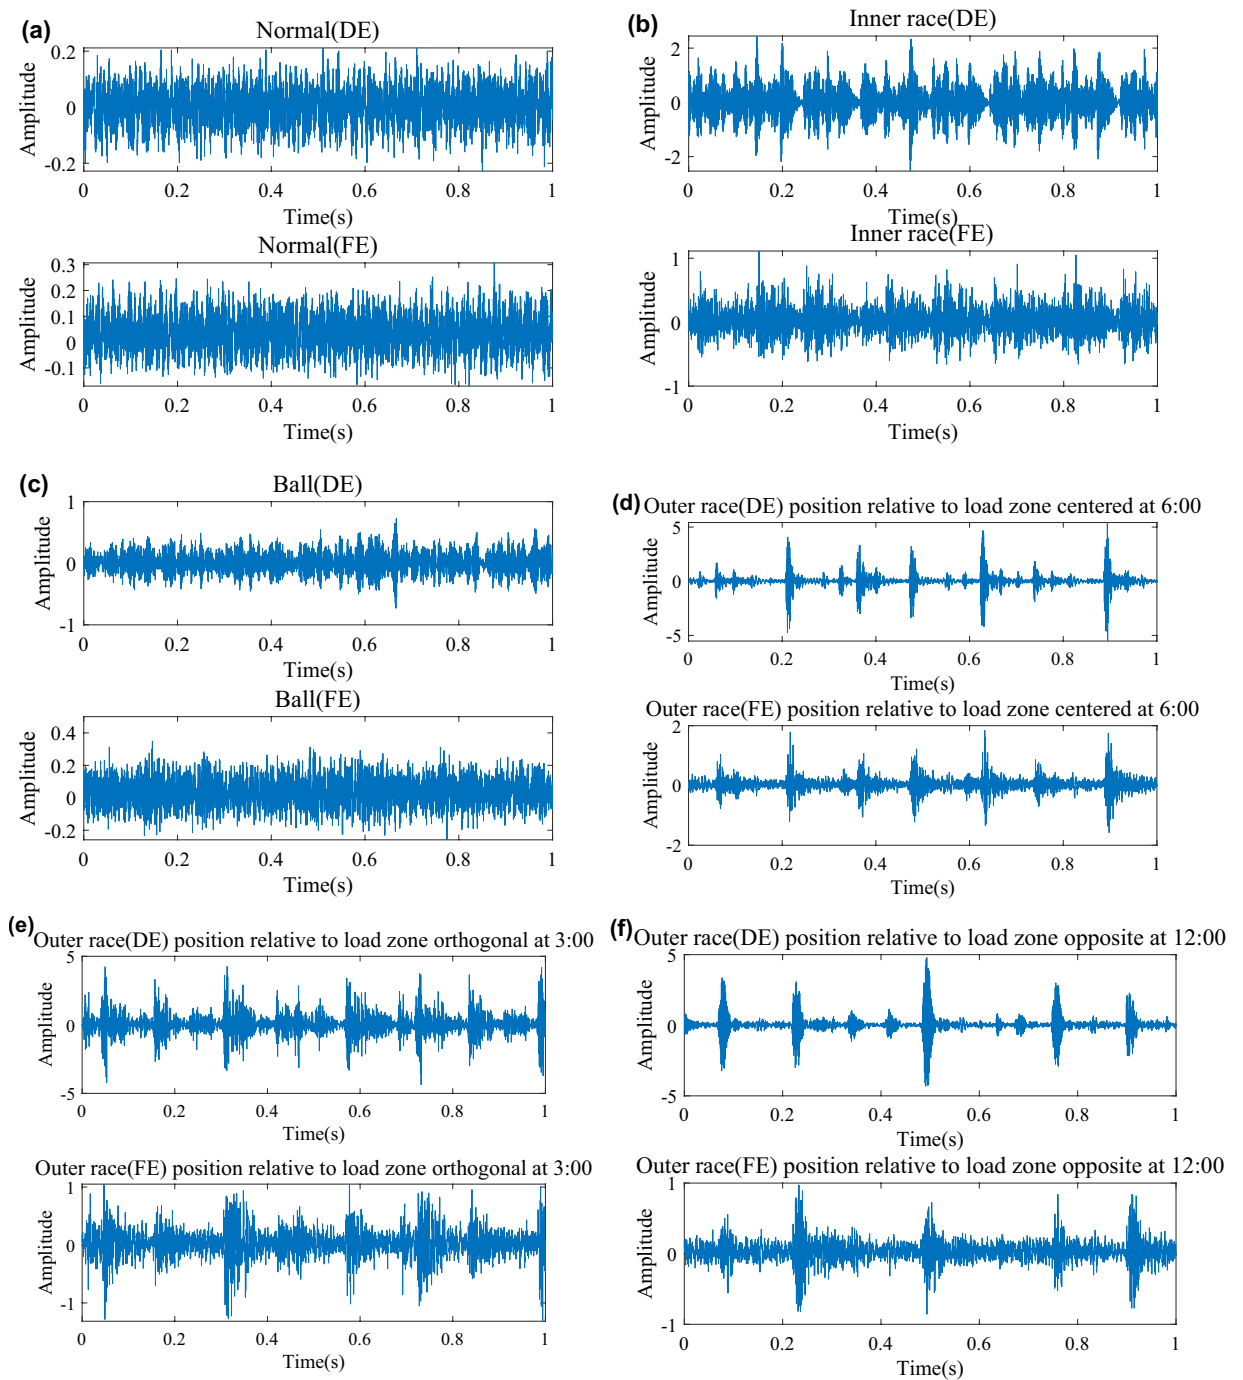 (a)
Normal(DE)
Amplitude
0.2
0
-0.2
0 0.2 0.4 0.6 0.8 1
Time(s)
Normal(FE)
Amplitude
0.3
0.2
0.1
0
-0.1
0 0.2 0.4 0.6 0.8 1
Time(s)
(b)
Inner race(DE)
Amplitude
2
0
-2
0 0.2 0.4 0.6 0.8 1
Time(s)
Inner race(FE)
Amplitude
1
0
-1
0 0.2 0.4 0.6 0.8 1
Time(s)
(c)
Ball(DE)
Amplitude
1
0
-1
0 0.2 0.4 0.6 0.8 1
Time(s)
Ball(FE)
Amplitude
0.4
0.2
0
-0.2
0 0.2 0.4 0.6 0.8 1
Time(s)
(d)
Outer race(DE) position relative to load zone centered at 6:00
Amplitude
5
0
-5
0 0.2 0.4 0.6 0.8 1
Time(s)
Outer race(FE) position relative to load zone centered at 6:00
Amplitude
2
0
-2
0 0.2 0.4 0.6 0.8 1
Time(s)
(e)
Outer race(DE) position relative to load zone orthogonal at 3:00
Amplitude
5
0
-5
0 0.2 0.4 0.6 0.8 1
Time(s)
Outer race(FE) position relative to load zone orthogonal at 3:00
Amplitude
1
0
-1
0 0.2 0.4 0.6 0.8 1
Time(s)
(f)
Outer race(DE) position relative to load zone opposite at 12:00
Amplitude
5
0
-5
0 0.2 0.4 0.6 0.8 1
Time(s)
Outer race(FE) position relative to load zone opposite at 12:00
Amplitude
1
0
-1
0 0.2 0.4 0.6 0.8 1
Time(s)